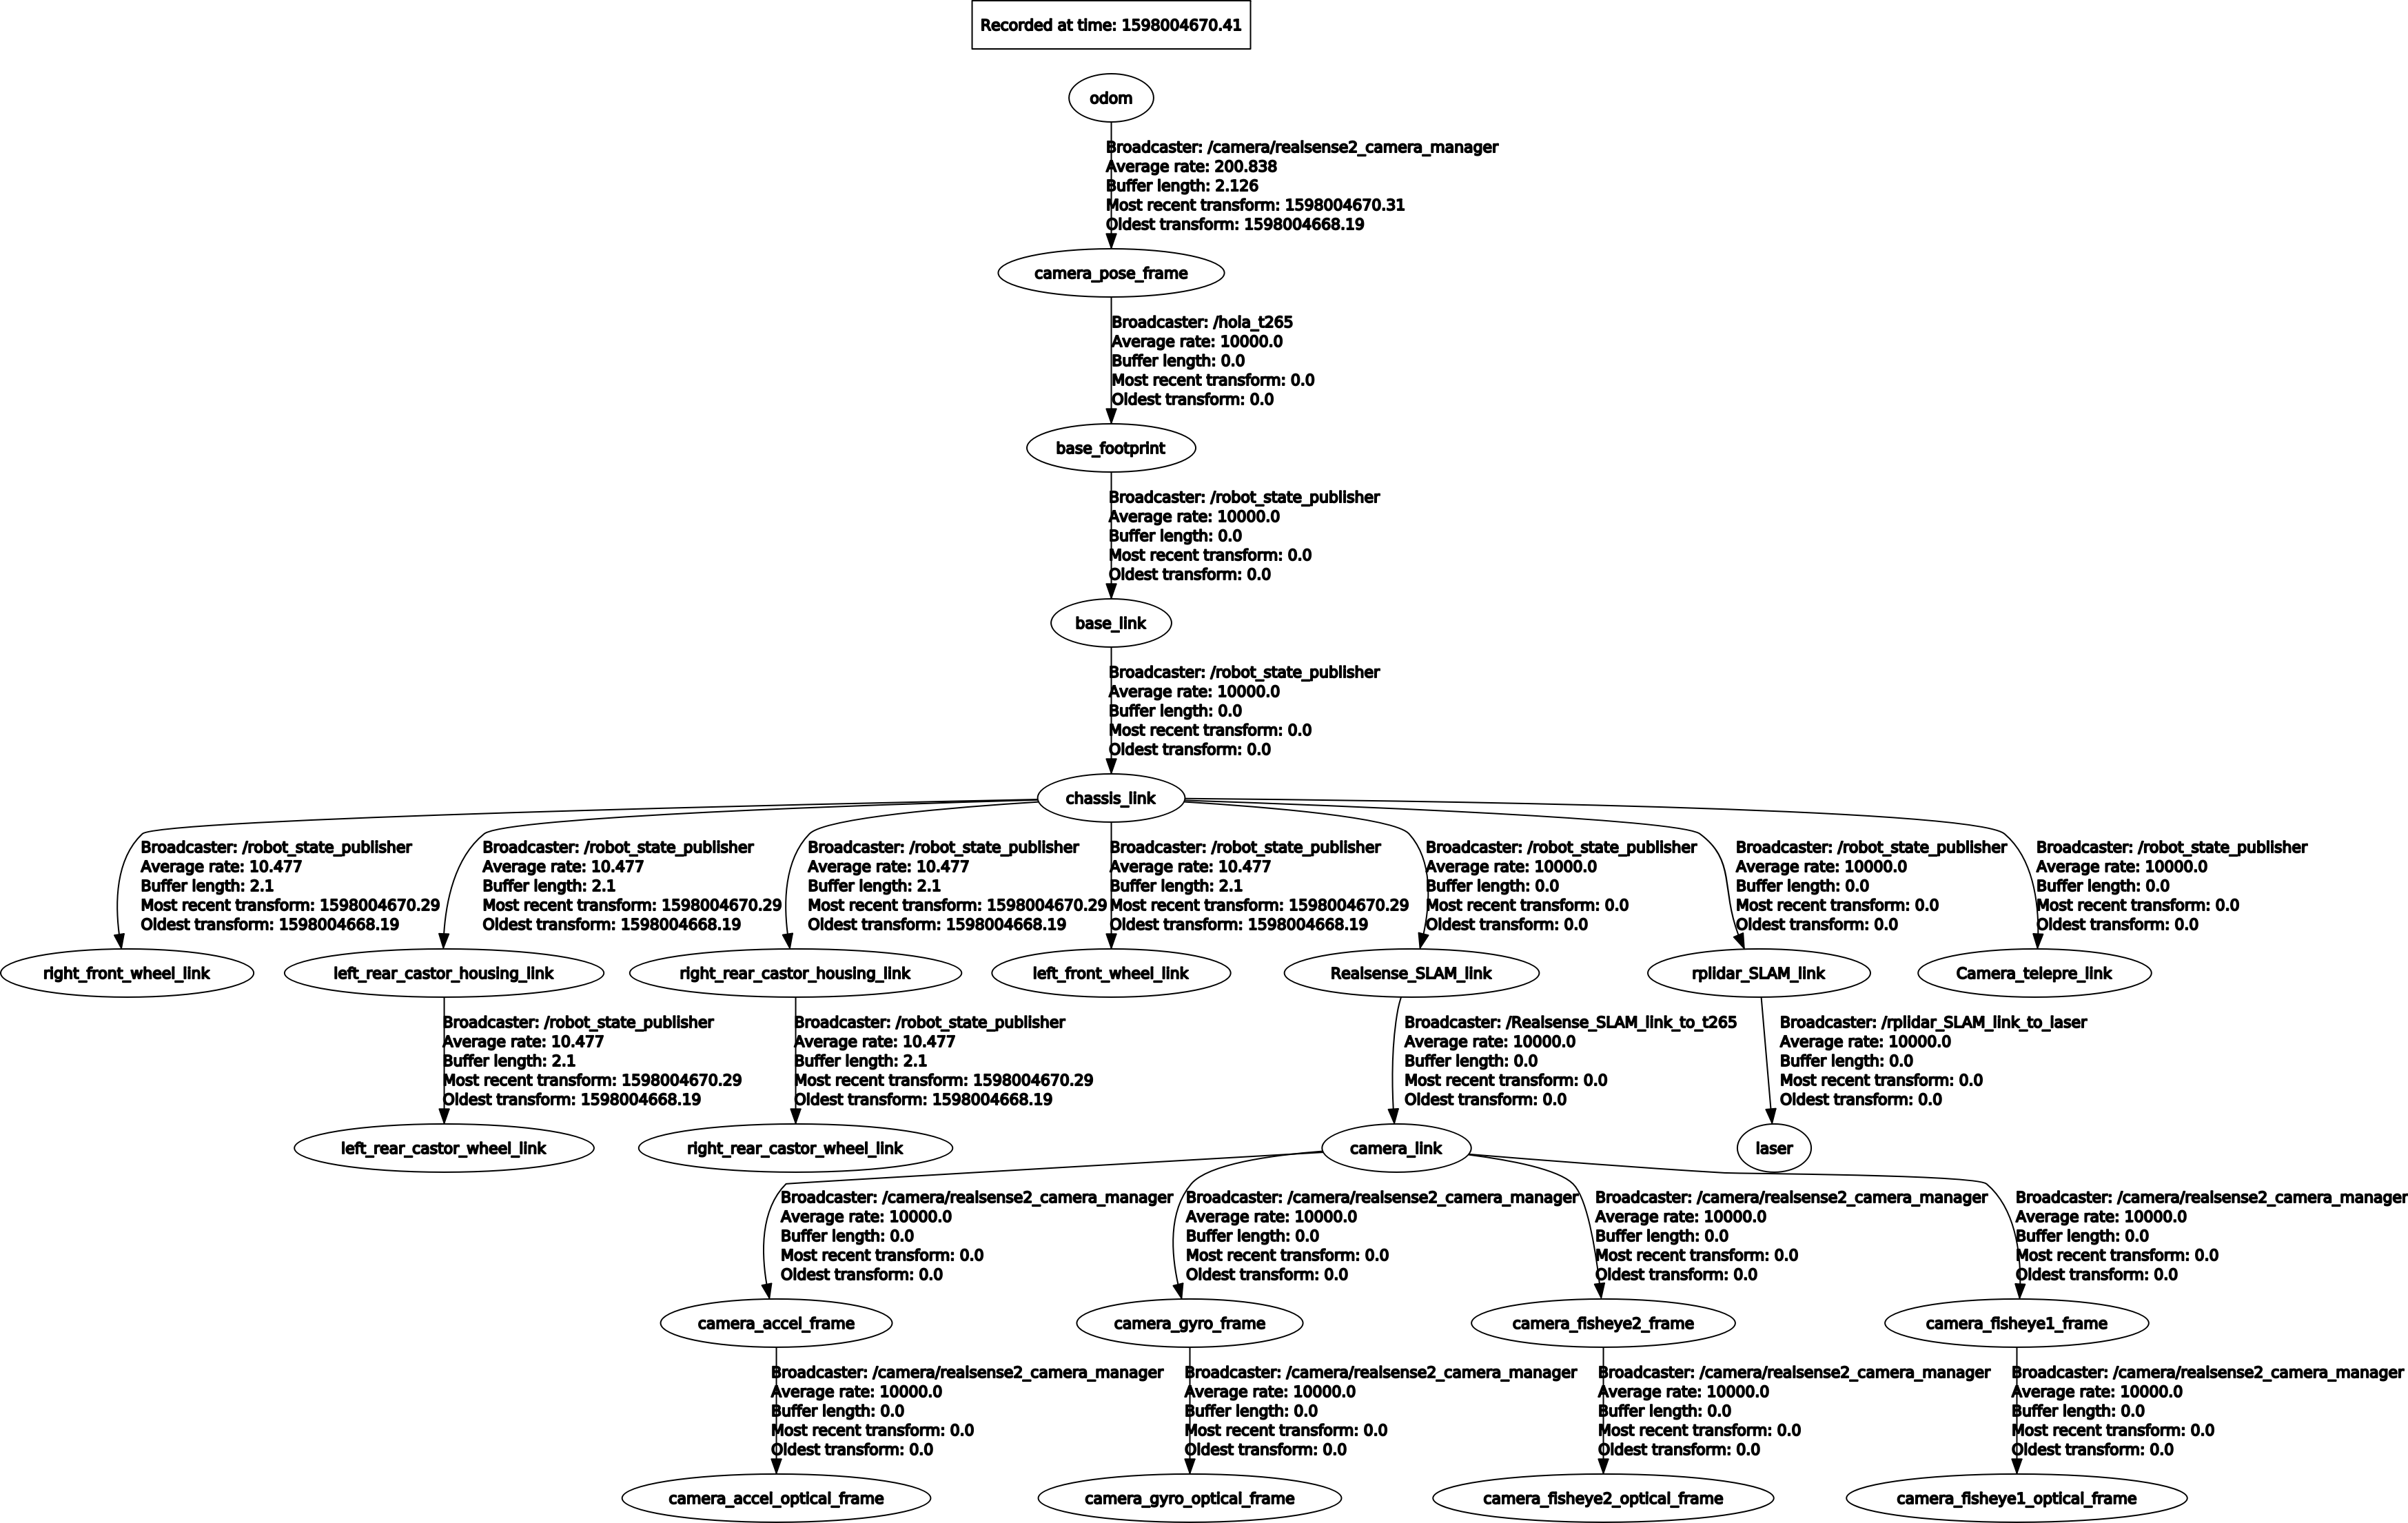 Recorded at time: 1598004670.41
odom
Broadcaster: /camera/realsense2_camera_manager
Average rate: 200.838
Buffer length: 2.126
Most recent transform: 1598004670.31
Oldest transform: 1598004668.19
camera_pose_frame
Broadcaster: /hola_t265
Average rate: 10000.0
Buffer length: 0.0
Most recent transform: 0.0
Oldest transform: 0.0
base_footprint
Broadcaster: /robot_state_publisher
Average rate: 10000.0
Buffer length: 0.0
Most recent transform: 0.0
Oldest transform: 0.0
base_link
Broadcaster: /robot_state_publisher
Average rate: 10000.0
Buffer length: 0.0
Most recent transform: 0.0
Oldest transform: 0.0
chassis_link
Broadcaster: /robot_state_publisher
Average rate: 10.477
Buffer length: 2.1
Most recent transform: 1598004670.29
Oldest transform: 1598004668.19
Broadcaster: /robot_state_publisher
Average rate: 10.477
Buffer length: 2.1
Most recent transform: 1598004670.29
Oldest transform: 1598004668.19
Broadcaster: /robot_state_publisher
Average rate: 10.477
Buffer length: 2.1
Most recent transform: 1598004670.29
Oldest transform: 1598004668.19
Broadcaster: /robot_state_publisher
Average rate: 10.477
Buffer length: 2.1
Most recent transform: 1598004670.29
Oldest transform: 1598004668.19
Broadcaster: /robot_state_publisher
Average rate: 10000.0
Buffer length: 0.0
Most recent transform: 0.0
Oldest transform: 0.0
Broadcaster: /robot_state_publisher
Average rate: 10000.0
Buffer length: 0.0
Most recent transform: 0.0
Oldest transform: 0.0
Broadcaster: /robot_state_publisher
Average rate: 10000.0
Buffer length: 0.0
Most recent transform: 0.0
Oldest transform: 0.0
right_front_wheel_link
left_rear_castor_housing_link
right_rear_castor_housing_link
left_front_wheel_link
Realsense_SLAM_link
rplidar_SLAM_link
Camera_telepre_link
Broadcaster: /robot_state_publisher
Average rate: 10.477
Buffer length: 2.1
Most recent transform: 1598004670.29
Oldest transform: 1598004668.19
Broadcaster: /robot_state_publisher
Average rate: 10.477
Buffer length: 2.1
Most recent transform: 1598004670.29
Oldest transform: 1598004668.19
Broadcaster: /Realsense_SLAM_link_to_t265
Average rate: 10000.0
Buffer length: 0.0
Most recent transform: 0.0
Oldest transform: 0.0
Broadcaster: /rplidar_SLAM_link_to_laser
Average rate: 10000.0
Buffer length: 0.0
Most recent transform: 0.0
Oldest transform: 0.0
left_rear_castor_wheel_link
right_rear_castor_wheel_link
camera_link
laser
Broadcaster: /camera/realsense2_camera_manager
Average rate: 10000.0
Buffer length: 0.0
Most recent transform: 0.0
Oldest transform: 0.0
Broadcaster: /camera/realsense2_camera_manager
Average rate: 10000.0
Buffer length: 0.0
Most recent transform: 0.0
Oldest transform: 0.0
Broadcaster: /camera/realsense2_camera_manager
Average rate: 10000.0
Buffer length: 0.0
Most recent transform: 0.0
Oldest transform: 0.0
Broadcaster: /camera/realsense2_camera_manager
Average rate: 10000.0
Buffer length: 0.0
Most recent transform: 0.0
Oldest transform: 0.0
camera_accel_frame
camera_gyro_frame
camera_fisheye2_frame
camera_fisheye1_frame
Broadcaster: /camera/realsense2_camera_manager
Average rate: 10000.0
Buffer length: 0.0
Most recent transform: 0.0
Oldest transform: 0.0
Broadcaster: /camera/realsense2_camera_manager
Average rate: 10000.0
Buffer length: 0.0
Most recent transform: 0.0
Oldest transform: 0.0
Broadcaster: /camera/realsense2_camera_manager
Average rate: 10000.0
Buffer length: 0.0
Most recent transform: 0.0
Oldest transform: 0.0
Broadcaster: /camera/realsense2_camera_manager
Average rate: 10000.0
Buffer length: 0.0
Most recent transform: 0.0
Oldest transform: 0.0
camera_accel_optical_frame
camera_gyro_optical_frame
camera_fisheye2_optical_frame
camera_fisheye1_optical_frame